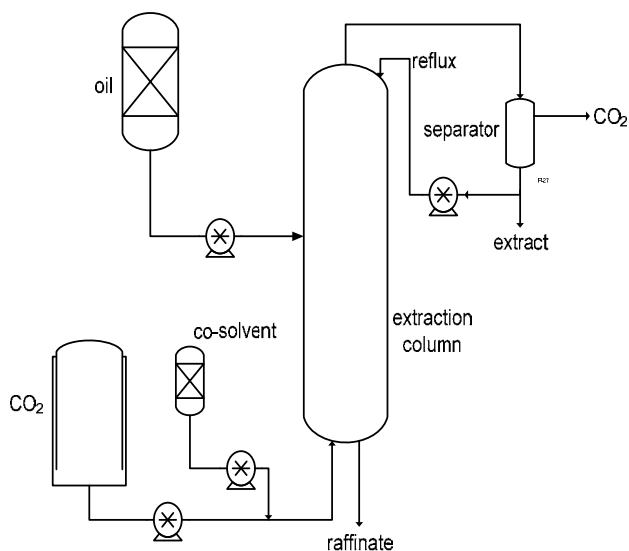 oil
reflux
separator
CO₂
extract
co-solvent
extraction
column
CO₂
raffinate